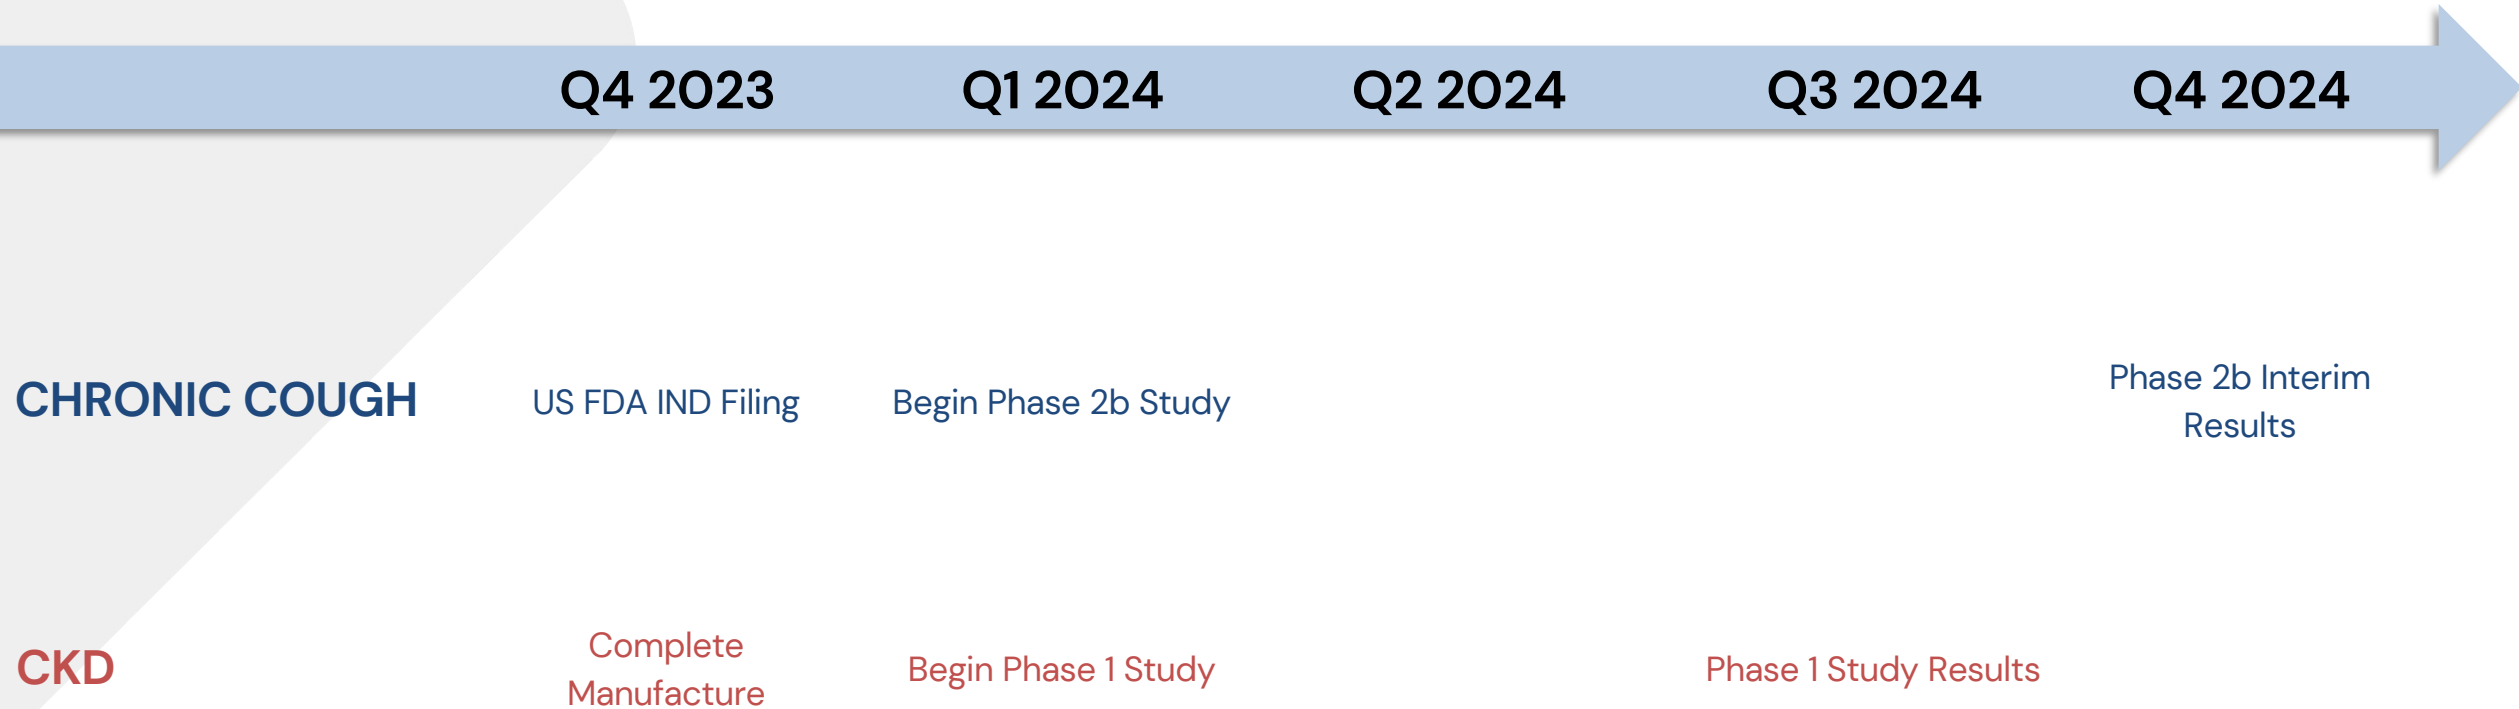 Q4 2023 Q1 2024 Q2 2024 Q3 2024 Q4 2024
CHRONIC COUGH
US FDA IND Filing
Begin Phase 2b Study
Phase 2b Interim
Results
CKD
Complete
Manufacture
Begin Phase 1 Study
Phase 1 Study Results